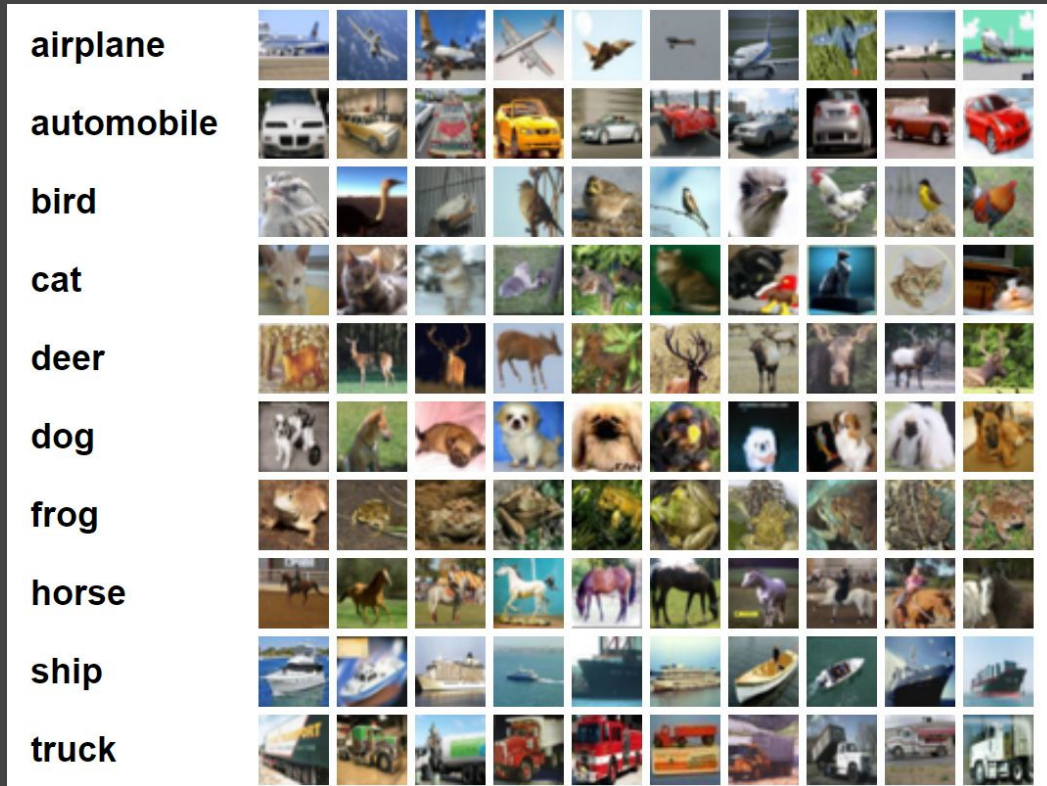 airplane
automobile
bird
cat
deer
dog
frog
horse
ship
truck